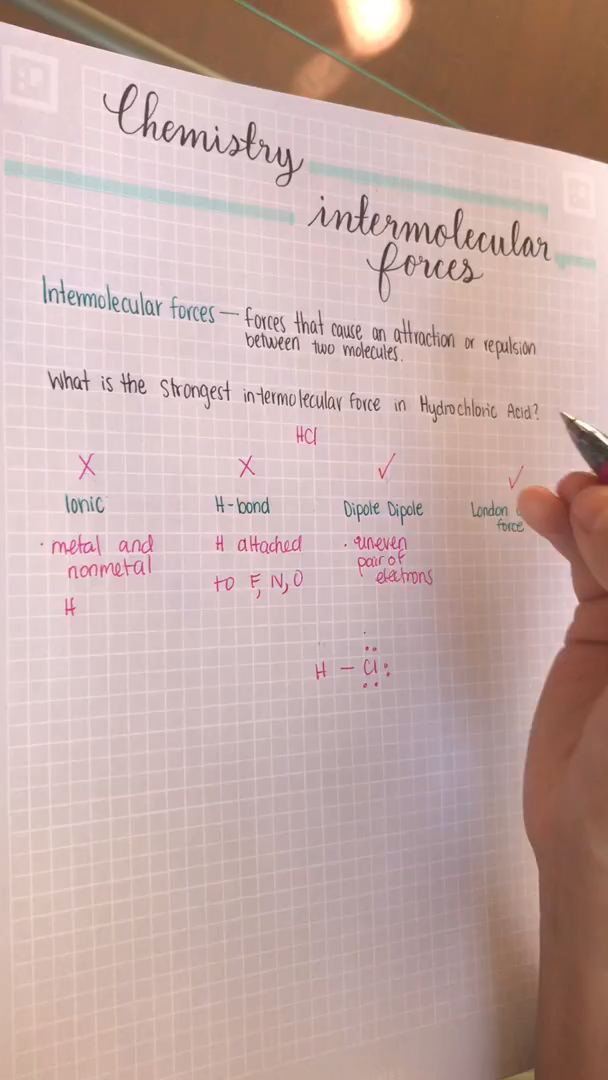 Chemistry
intermolecular
forces
Intermolecular forces — forces that cause an attraction or repulsion
between two molecules.
What is the strongest intermolecular force in Hydrochloric Acid?
HCl
X X ✓ ✓
Ionic H-bond Dipole Dipole London
force
• metal and
nonmetal
H
H attached
to F, N, O
• uneven
pair of
electrons
H — Cl